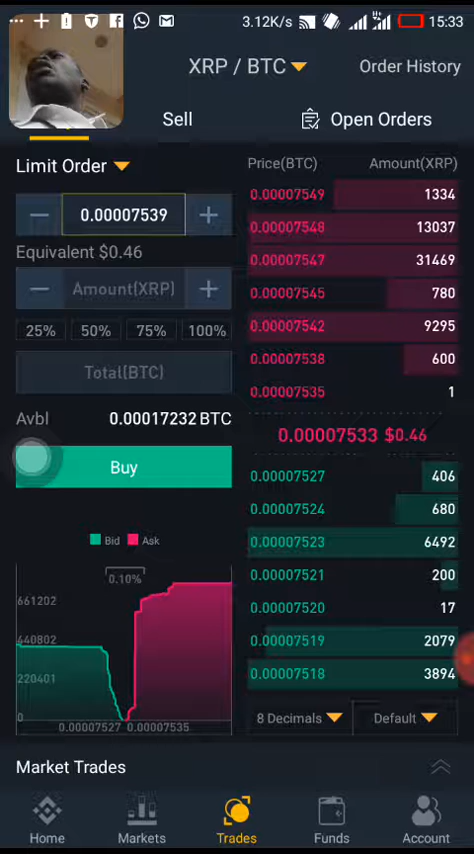 3.12K/s 15:33
XRP / BTC Order History
Sell Open Orders
Limit Order Price(BTC) Amount(XRP)
0.00007549 1334
— 0.00007539 +
0.00007548 13037
Equivalent $0.46
0.00007547 31469
— Amount(XRP) +
0.00007545 780
25% 50% 75% 100%
0.00007542 9295
Total(BTC)
0.00007538 600
0.00007535 1
Avbl 0.00017232 BTC
0.00007533 $0.46
Buy
0.00007527 406
0.00007524 680
Bid Ask
0.00007523 6492
0.10%
0.00007521 200
661202
0.00007520 17
440802
0.00007519 2079
220401
0.00007518 3894
0
0.00007527 0.00007535
8 Decimals Default
Market Trades
Home Markets Trades Funds Account